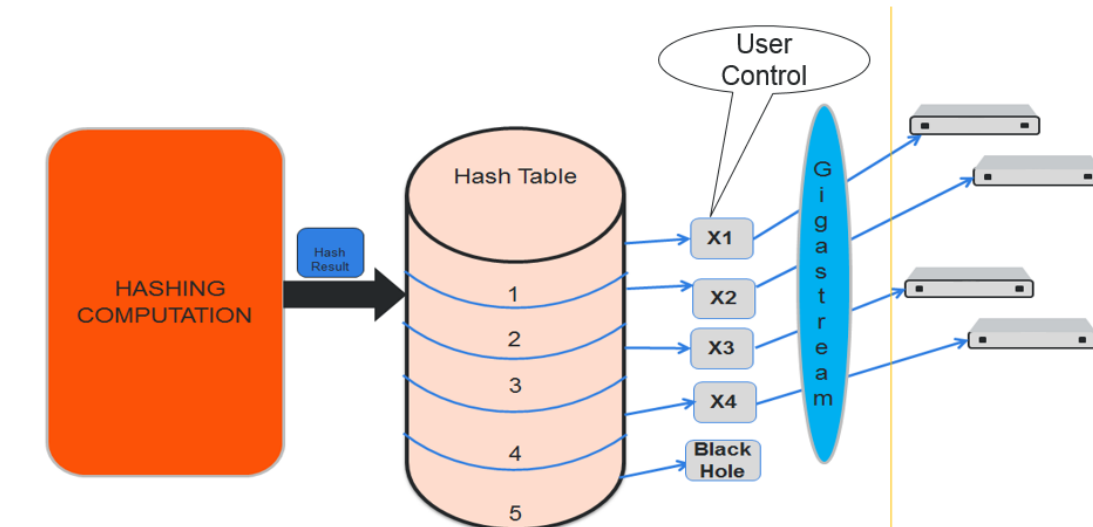 User
Control
Hash Table
Hash
Result
HASHING
COMPUTATION
1
2
3
4
5
X1
X2
X3
X4
Black
Hole
Gigastream